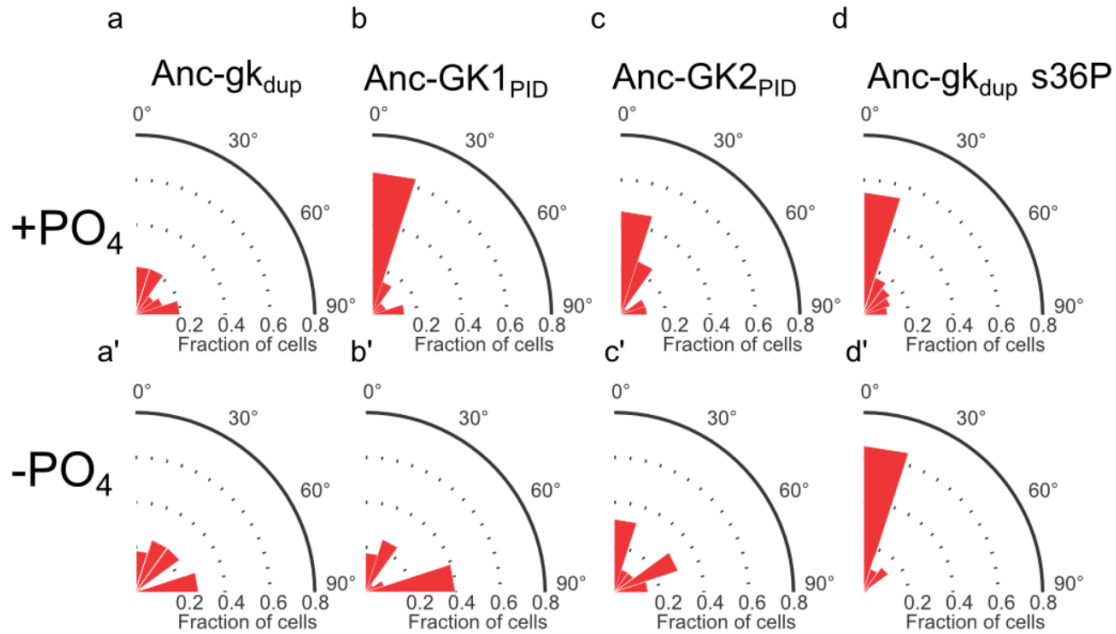 a b c d
Anc-gkdup Anc-GK1PID Anc-GK2PID Anc-gkdup s36P
0° 0° 0° 0°
30° 30° 30° 30°
60° 60° 60° 60°
+PO4
90° 90° 90° 90°
0.2 0.4 0.6 0.8 0.2 0.4 0.6 0.8 0.2 0.4 0.6 0.8 0.2 0.4 0.6 0.8
Fraction of cells Fraction of cells Fraction of cells Fraction of cells
a' b' c' d'
0° 0° 0° 0°
30° 30° 30° 30°
-PO4
60° 60° 60° 60°
90° 90° 90° 90°
0.2 0.4 0.6 0.8 0.2 0.4 0.6 0.8 0.2 0.4 0.6 0.8 0.2 0.4 0.6 0.8
Fraction of cells Fraction of cells Fraction of cells Fraction of cells